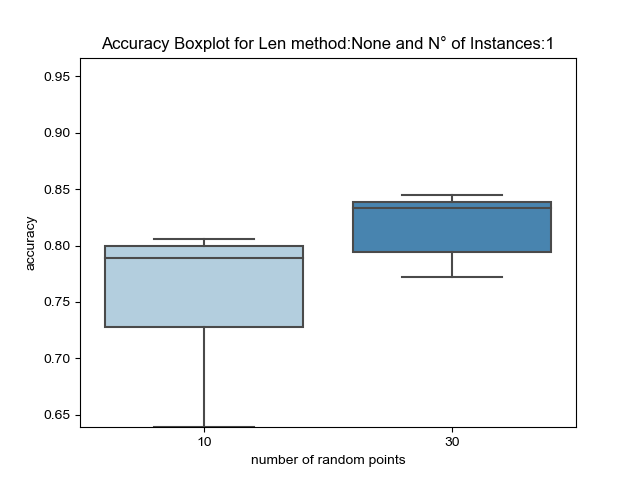 Accuracy Boxplot for Len method:None and N° of Instances:1
0.95
0.90
0.85
0.80
0.75
0.70
0.65
accuracy
10 30
number of random points